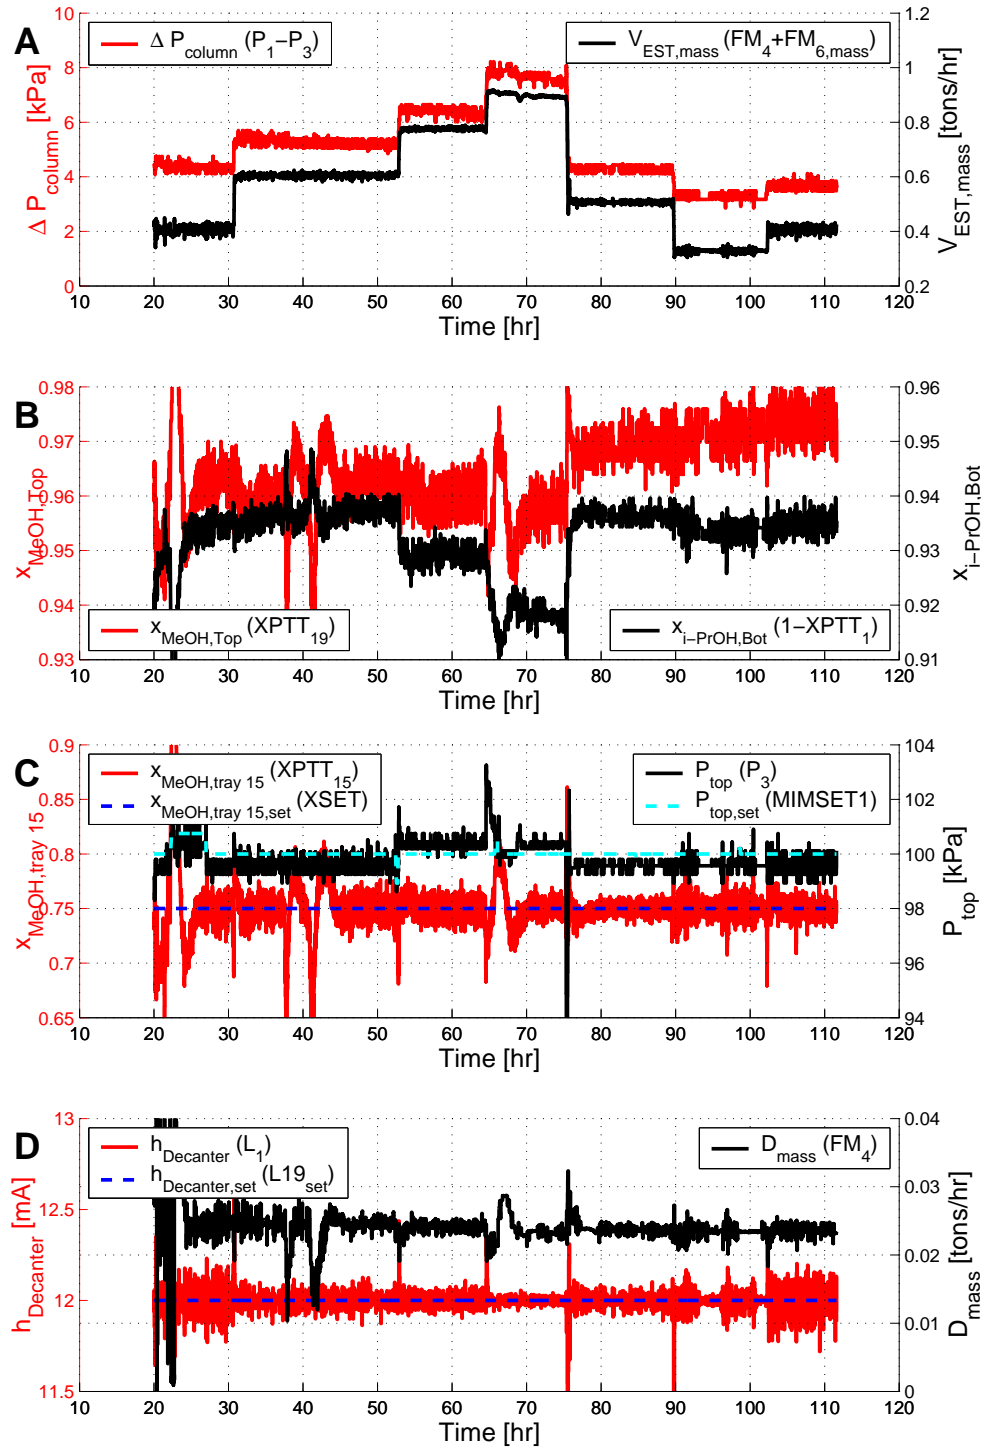 A
Δ P_column (P_1−P_3)
V_EST,mass (FM_4+FM_6,mass)
10
8
6
4
2
0
Δ P_column [kPa]
1.2
1
0.8
0.6
0.4
0.2
V_EST,mass [tons/hr]
10 20 30 40 50 60 70 80 90 100 110 120
Time [hr]
B
0.98
0.97
0.96
0.95
0.94
0.93
x_MeOH,Top
x_MeOH,Top (XPTT_19)
x_i−PrOH,Bot (1−XPTT_1)
0.96
0.95
0.94
0.93
0.92
0.91
x_i−PrOH,Bot
10 20 30 40 50 60 70 80 90 100 110 120
Time [hr]
C
x_MeOH,tray 15 (XPTT_15)
x_MeOH,tray 15,set (XSET)
P_top (P_3)
P_top,set (MIMSET1)
0.9
0.85
0.8
0.75
0.7
0.65
x_MeOH,tray 15
104
102
100
98
96
94
P_top [kPa]
10 20 30 40 50 60 70 80 90 100 110 120
Time [hr]
D
h_Decanter (L_1)
h_Decanter,set (L19_set)
D_mass (FM_4)
13
12.5
12
11.5
h_Decanter [mA]
0.04
0.03
0.02
0.01
0
D_mass [tons/hr]
10 20 30 40 50 60 70 80 90 100 110 120
Time [hr]